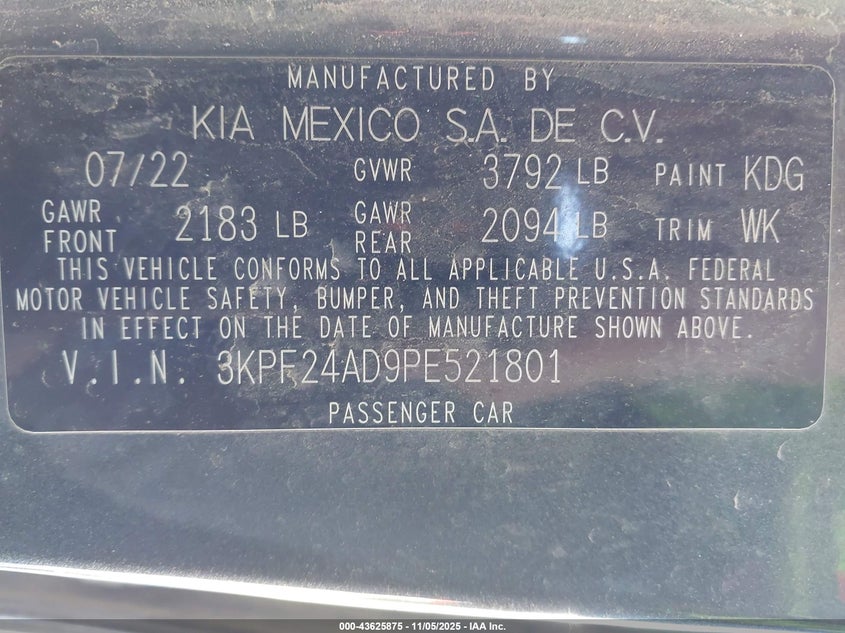 MANUFACTURED BY
KIA MEXICO S.A. DE C.V.
07/22 GVWR 3792 LB PAINT KDG
GAWR FRONT 2183 LB GAWR REAR 2094 LB TRIM WK
THIS VEHICLE CONFORMS TO ALL APPLICABLE U.S.A. FEDERAL
MOTOR VEHICLE SAFETY, BUMPER, AND THEFT PREVENTION STANDARDS
IN EFFECT ON THE DATE OF MANUFACTURE SHOWN ABOVE.
V.I.N. 3KPF24AD9PE521801
PASSENGER CAR
000-43625875 - 11/05/2025 - IAA Inc.